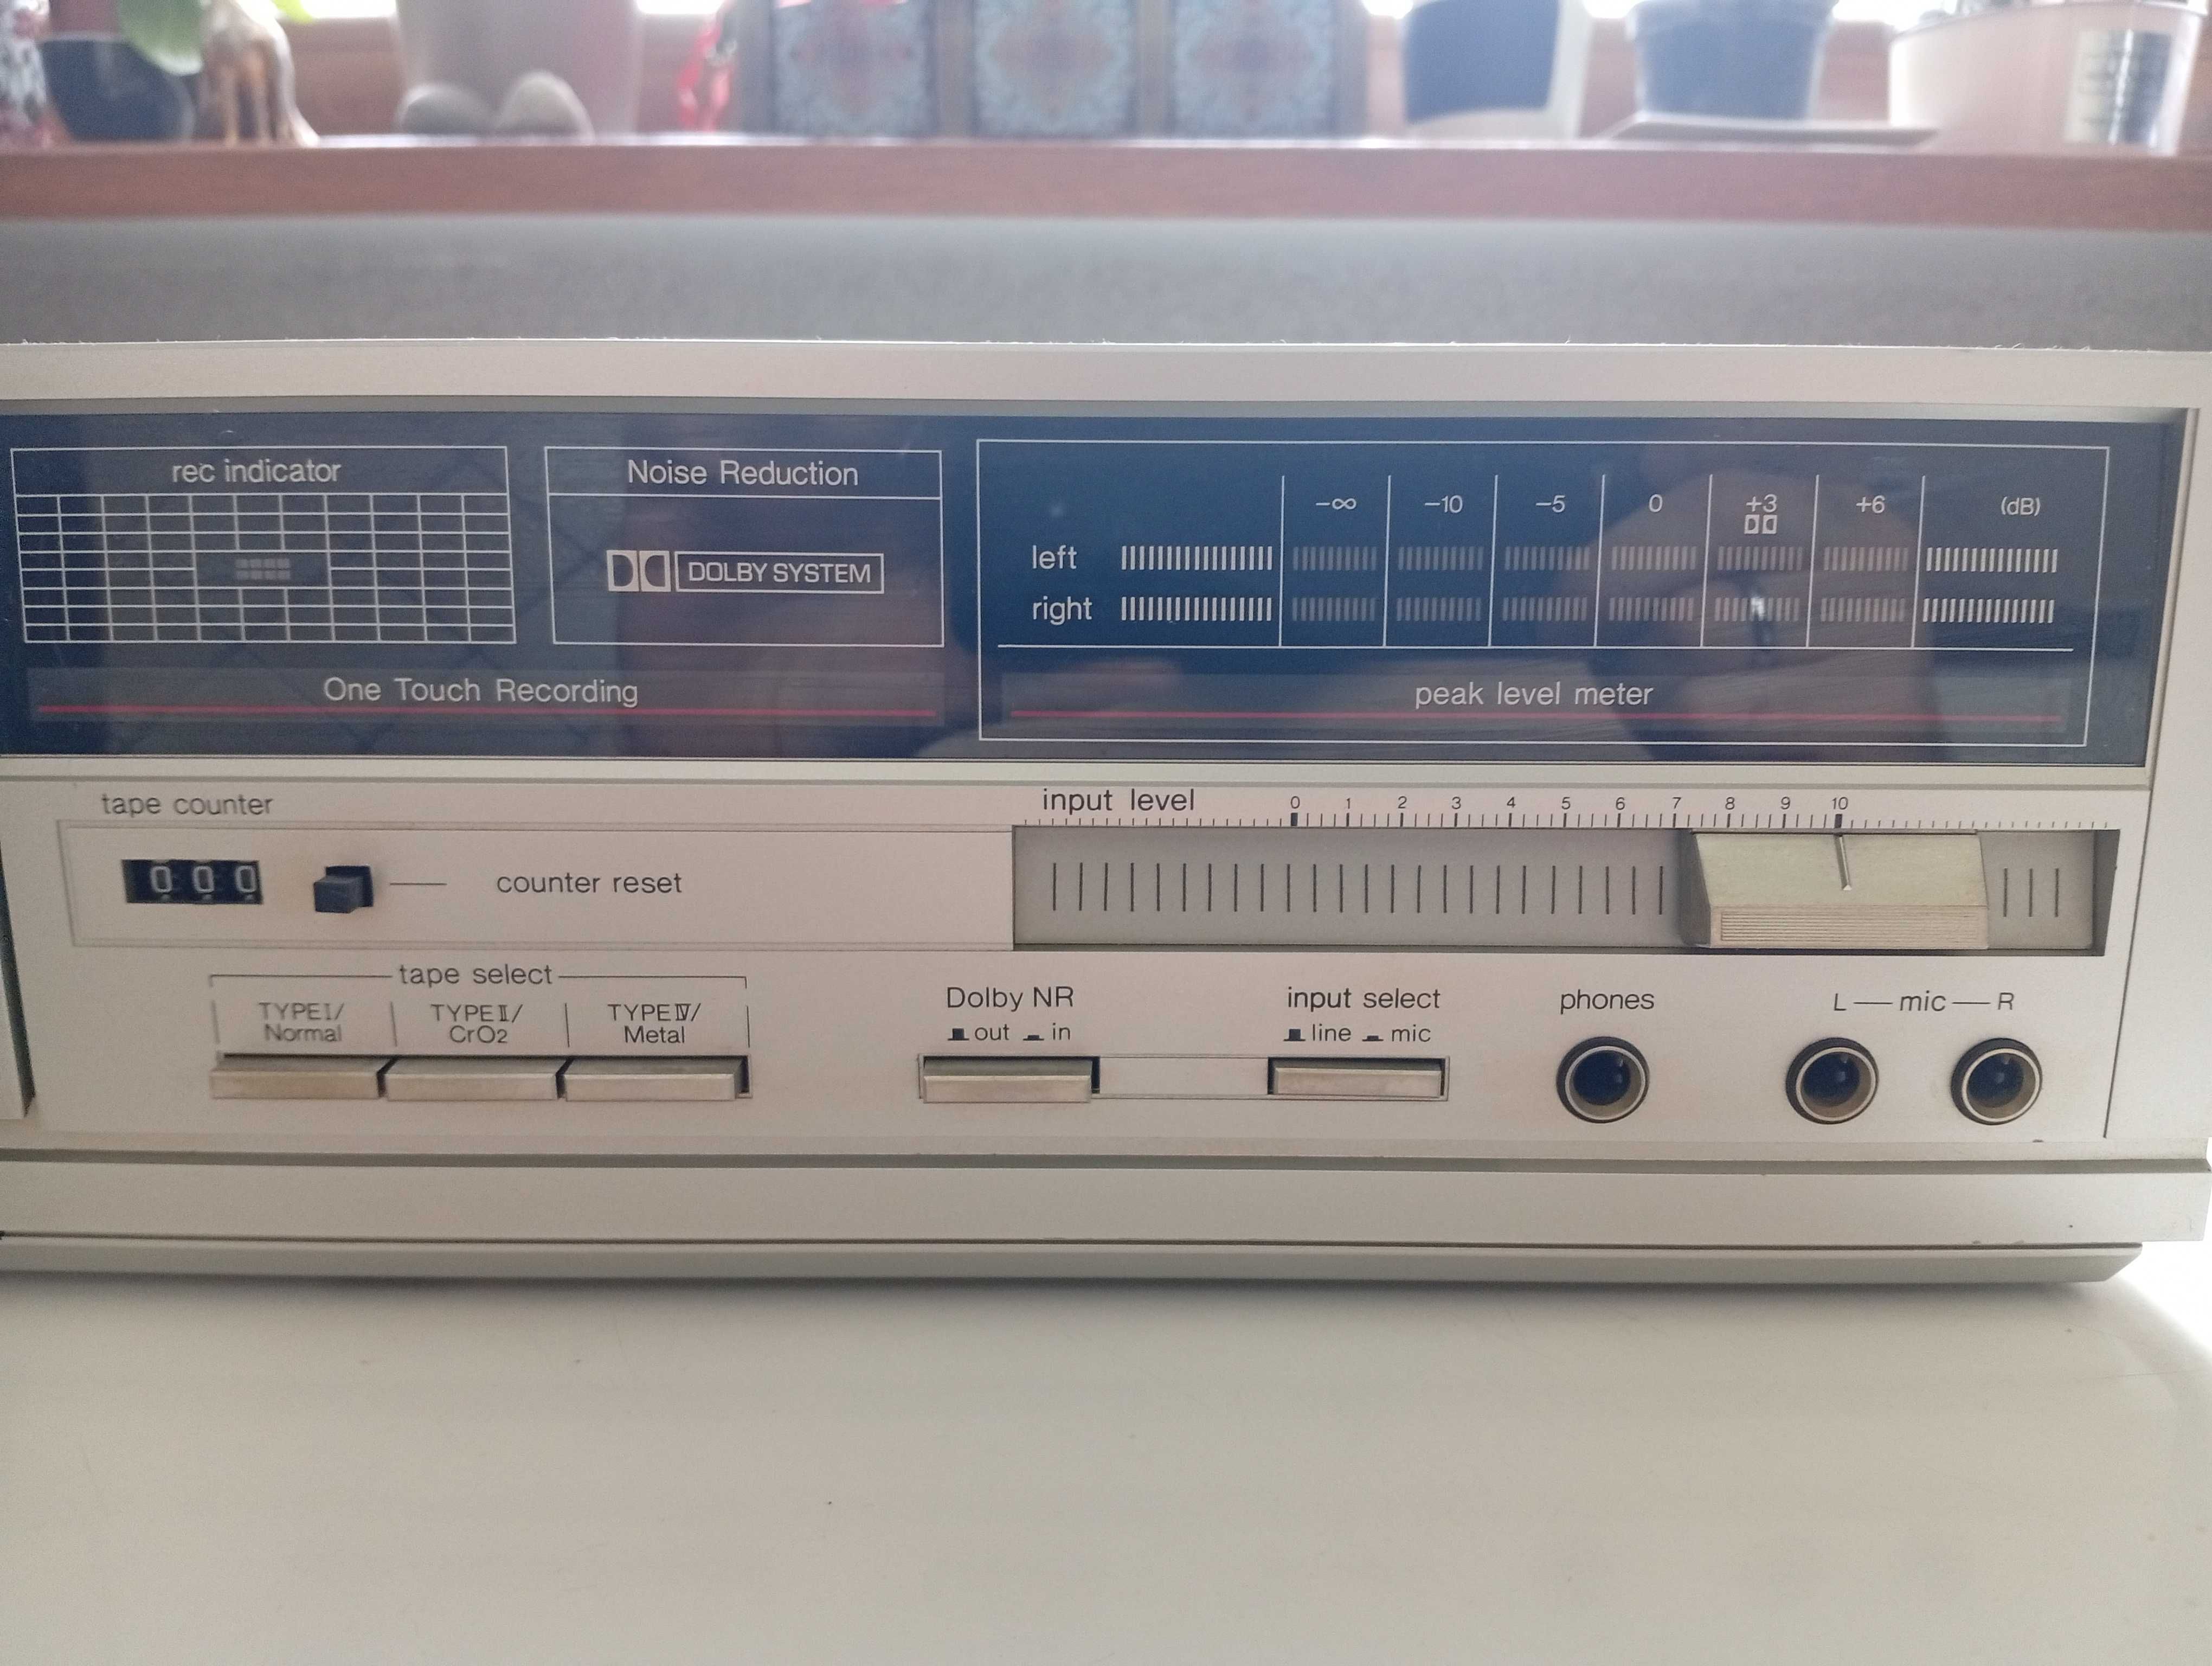 rec indicator
Noise Reduction
DOLBY SYSTEM
One Touch Recording
−∞ −10 −5 0 +3 +6 (dB)
left
right
peak level meter
tape counter
000
counter reset
input level 0 1 2 3 4 5 6 7 8 9 10
tape select
TYPE I/ Normal
TYPE II/ CrO2
TYPE IV/ Metal
Dolby NR
out in
input select
line mic
phones
L mic R